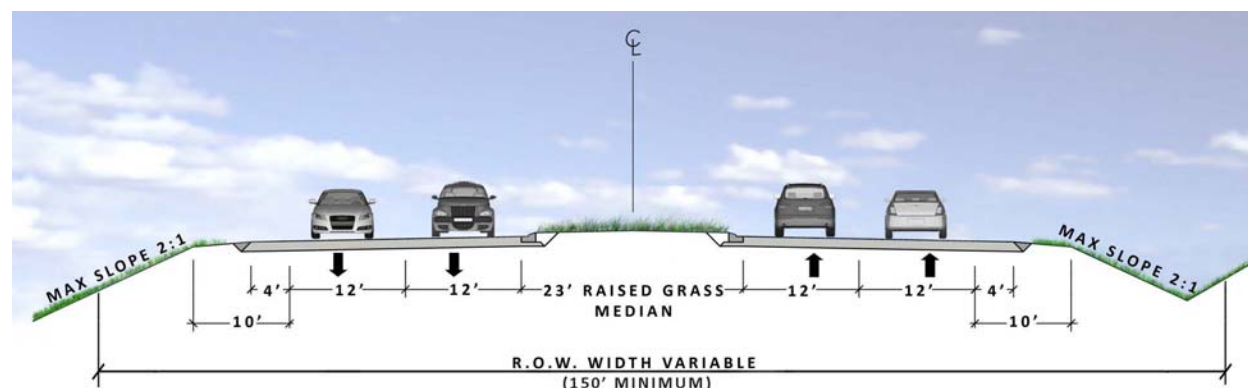 ℄
MAX SLOPE 2:1
MAX SLOPE 2:1
4' 12' 12' 23' RAISED GRASS 12' 12' 4'
MEDIAN
10' 10'
R.O.W. WIDTH VARIABLE
(150' MINIMUM)